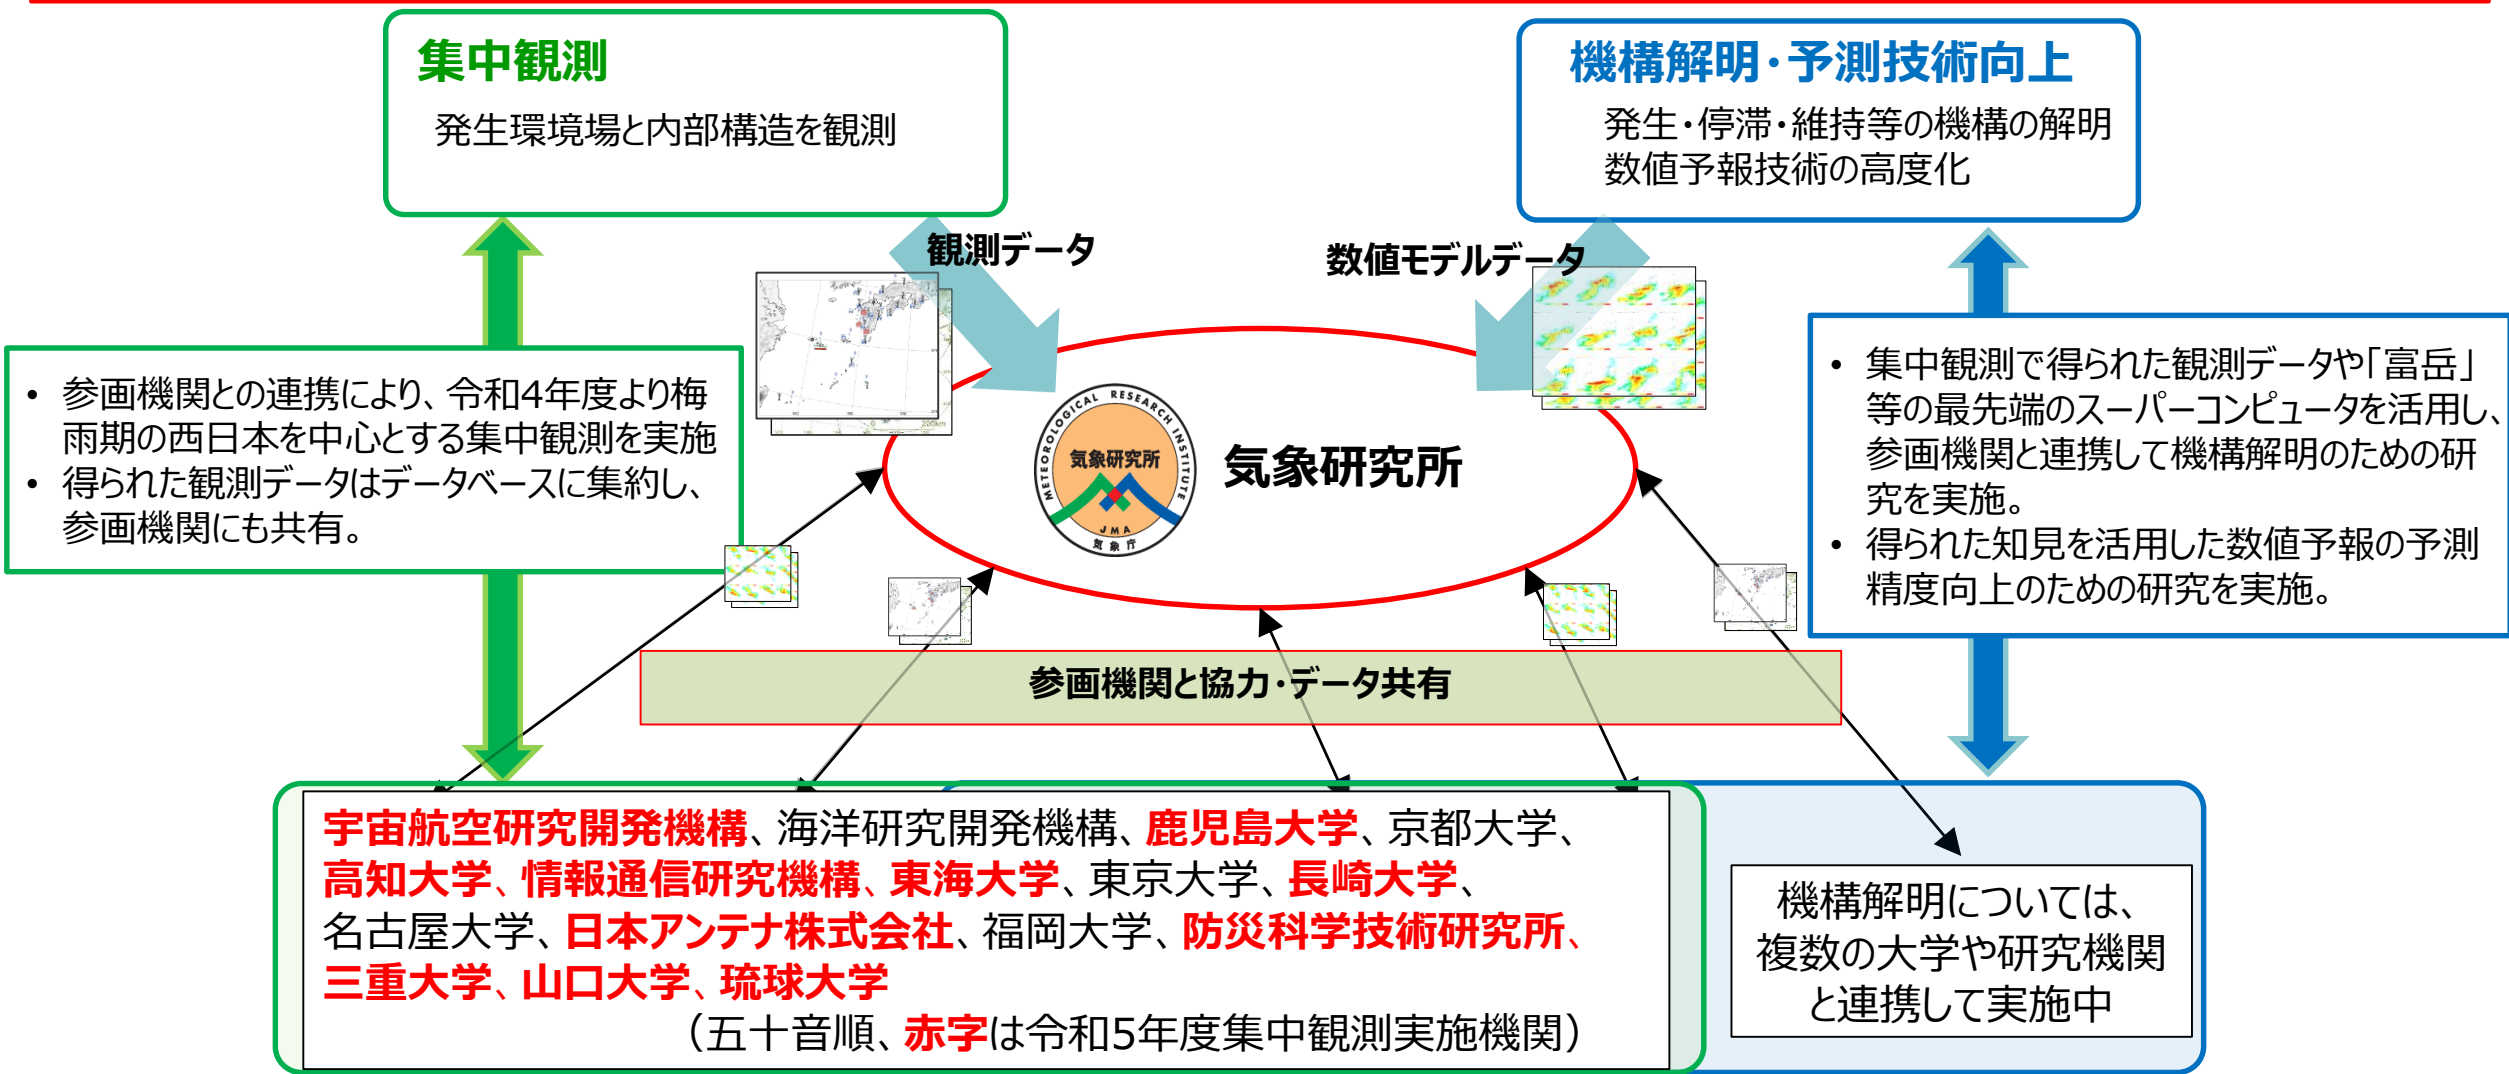 集中観測
発生環境場と内部構造を観測
機構解明・予測技術向上
発生・停滞・維持等の機構の解明
数値予報技術の高度化
観測データ
数値モデルデータ
• 参画機関との連携により、令和4年度より梅
雨期の西日本を中心とする集中観測を実施
• 得られた観測データはデータベースに集約し、
参画機関にも共有。
METEOROLOGICAL RESEARCH INSTITUTE
気象研究所
JMA
気象庁
気象研究所
200km
• 集中観測で得られた観測データや「富岳」
等の最先端のスーパーコンピュータを活用し、
参画機関と連携して機構解明のための研
究を実施。
• 得られた知見を活用した数値予報の予測
精度向上のための研究を実施。
参画機関と協力・データ共有
宇宙航空研究開発機構、海洋研究開発機構、鹿児島大学、京都大学、
高知大学、情報通信研究機構、東海大学、東京大学、長崎大学、
名古屋大学、日本アンテナ株式会社、福岡大学、防災科学技術研究所、
三重大学、山口大学、琉球大学
（五十音順、赤字は令和5年度集中観測実施機関）
機構解明については、
複数の大学や研究機関
と連携して実施中